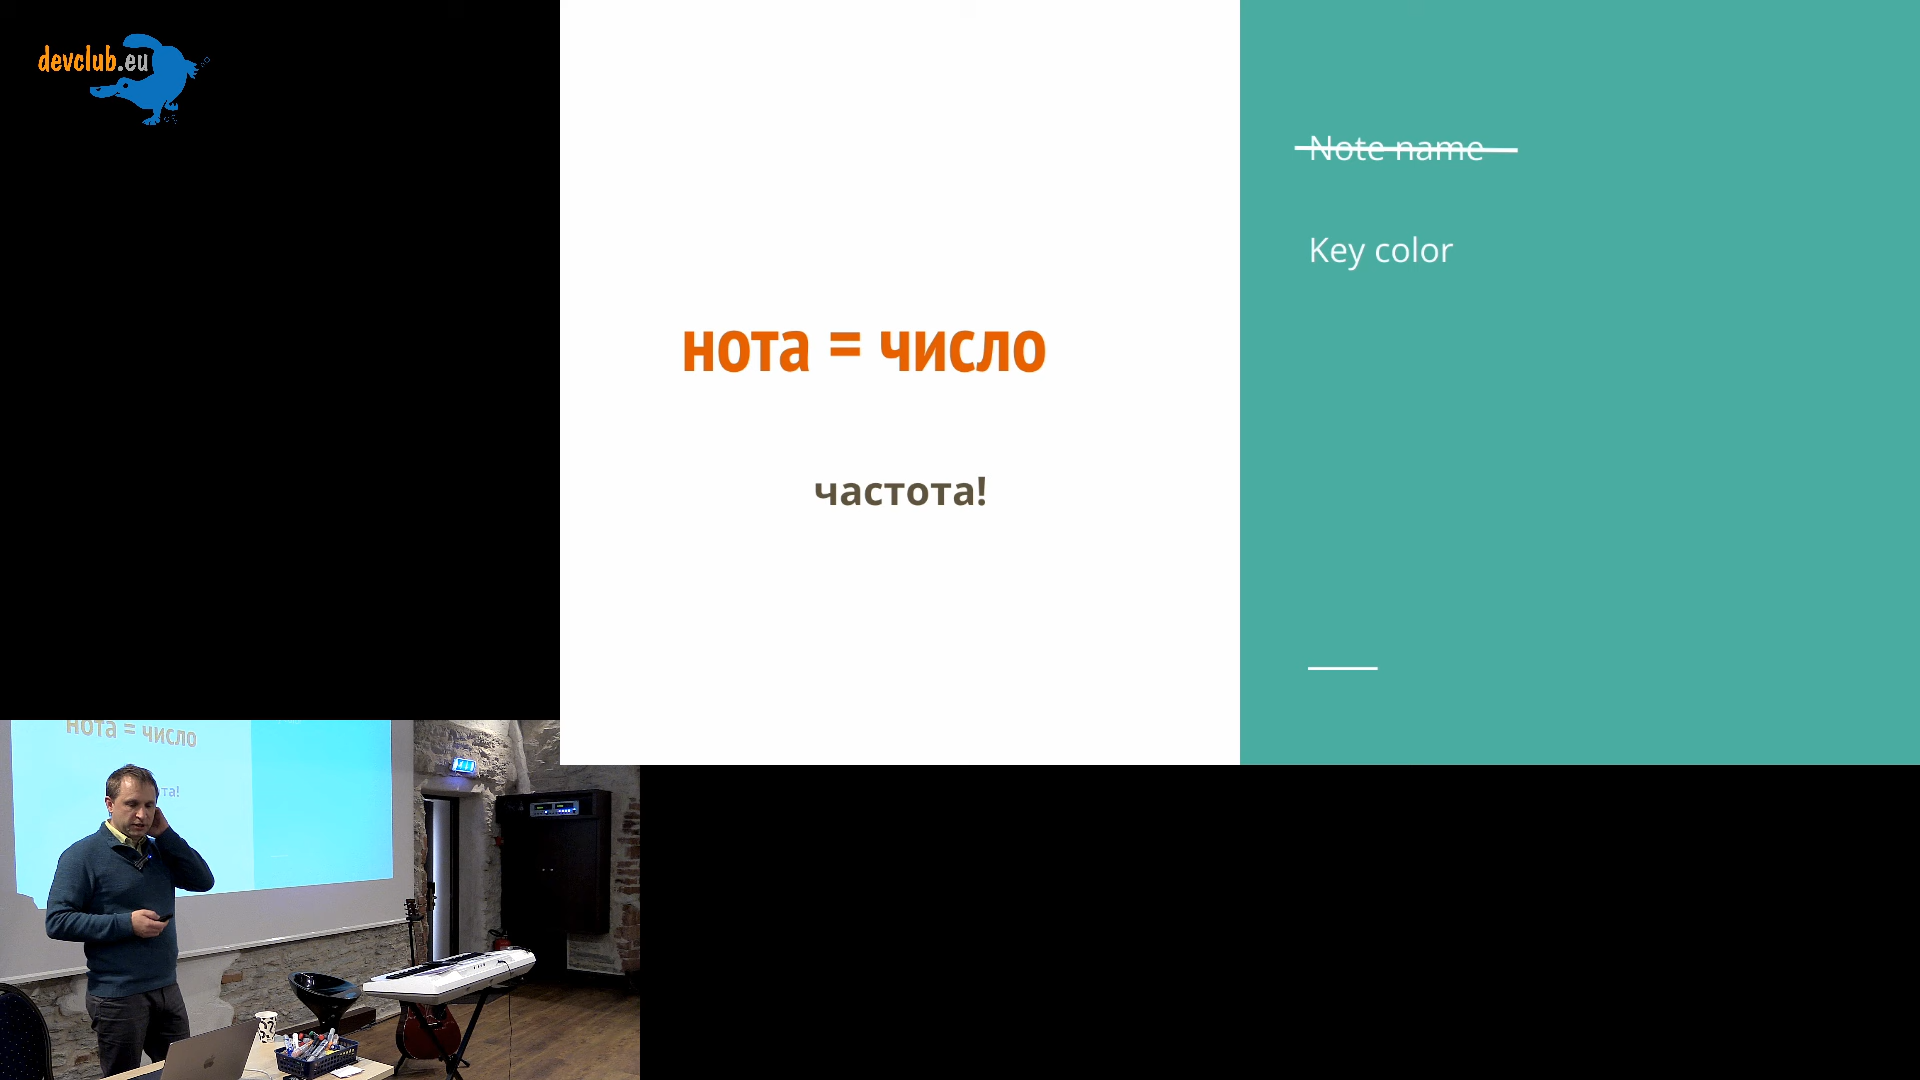 devclub.eu
нота = число
частота!
Note name
Key color
нота = число
та!